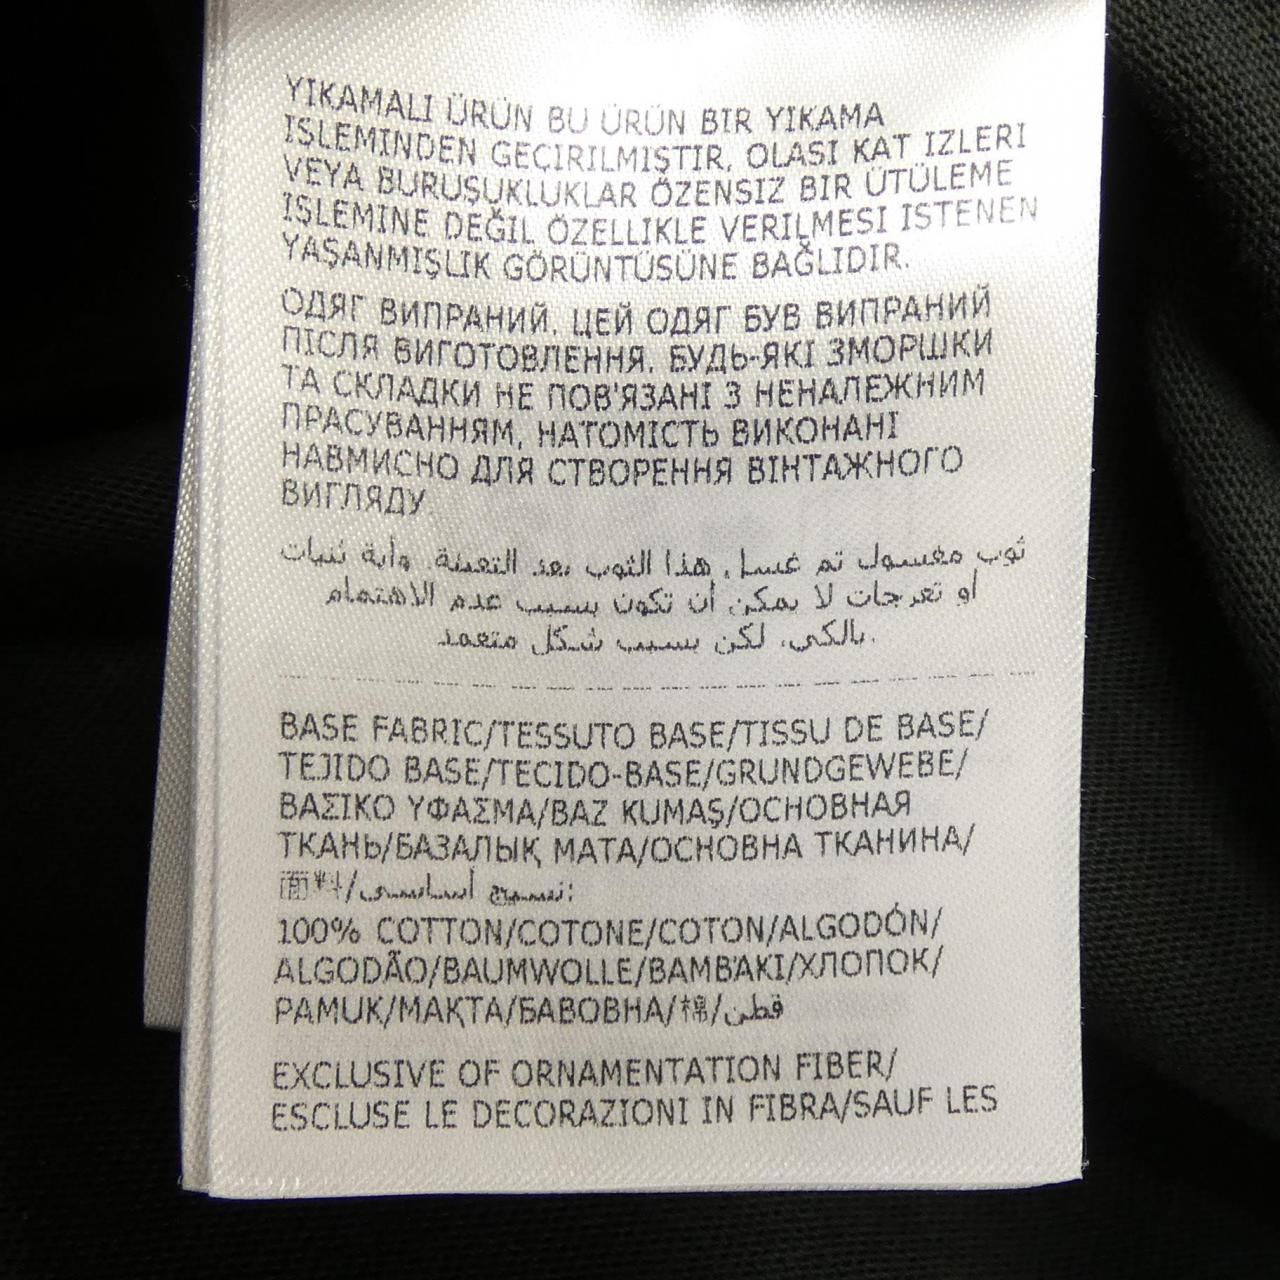 YIKAMALI ÜRÜN BU ÜRÜN BIR YIKAMA
IŞLEMINDEN GEÇIRILMIŞTIR, OLASI KAT IZLERI
VEYA BURUŞUKLUKLAR ÖZENSIZ BIR ÜTÜLEME
IŞLEMINE DEĞIL ÖZELLIKLE VERILMESI ISTENEN
YAŞANMIŞLIK GÖRÜNTÜSÜNE BAĞLIDIR.
ОДЯГ ВИПРАНИЙ. ЦЕЙ ОДЯГ БУВ ВИПРАНИЙ
ПІСЛЯ ВИГОТОВЛЕННЯ. БУДЬ-ЯКІ ЗМОРШКИ
ТА СКЛАДКИ НЕ ПОВ'ЯЗАНІ З НЕНАЛЕЖНИМ
ПРАСУВАННЯМ, НАТОМІСТЬ ВИКОНАНІ
НАВМИСНО ДЛЯ СТВОРЕННЯ ВІНТАЖНОГО
ВИГЛЯДУ.
ثوب مغسول تم غسل هذا الثوب بعد التعبئة. وأية ثنيات
أو تعرجات لا يمكن أن تكون بسبب عدم الاهتمام
بالكي، لكن بسبب شكل متعمد.
BASE FABRIC/TESSUTO BASE/TISSU DE BASE/
TEJIDO BASE/TECIDO-BASE/GRUNDGEWEBE/
ΒΑΣΙΚΟ ΥΦΑΣΜΑ/BAZ KUMAŞ/ОСНОВНАЯ
ТКАНЬ/БАЗАЛЫҚ МАТА/ОСНОВНА ТКАНИНА/
面料/نسيج أساسي:
100% COTTON/COTONE/COTON/ALGODÓN/
ALGODÃO/BAUMWOLLE/ΒΑΜΒΑΚΙ/ХЛОПОК/
PAMUK/МАҚТА/БАВОВНА/棉/قطن
EXCLUSIVE OF ORNAMENTATION FIBER/
ESCLUSE LE DECORAZIONI IN FIBRA/SAUF LES